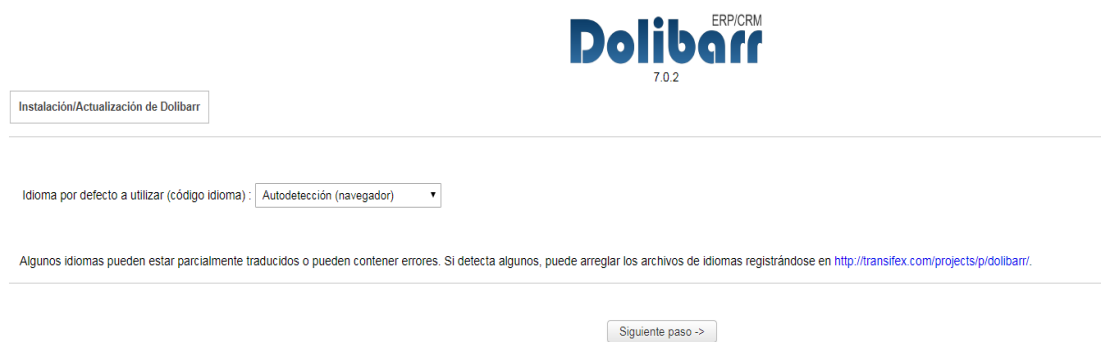 ERP/CRM
Dolibarr
7.0.2
Instalación/Actualización de Dolibarr
Idioma por defecto a utilizar (código idioma) : Autodetección (navegador)
Algunos idiomas pueden estar parcialmente traducidos o pueden contener errores. Si detecta algunos, puede arreglar los archivos de idiomas registrándose en http://transifex.com/projects/p/dolibarr/.
Siguiente paso ->